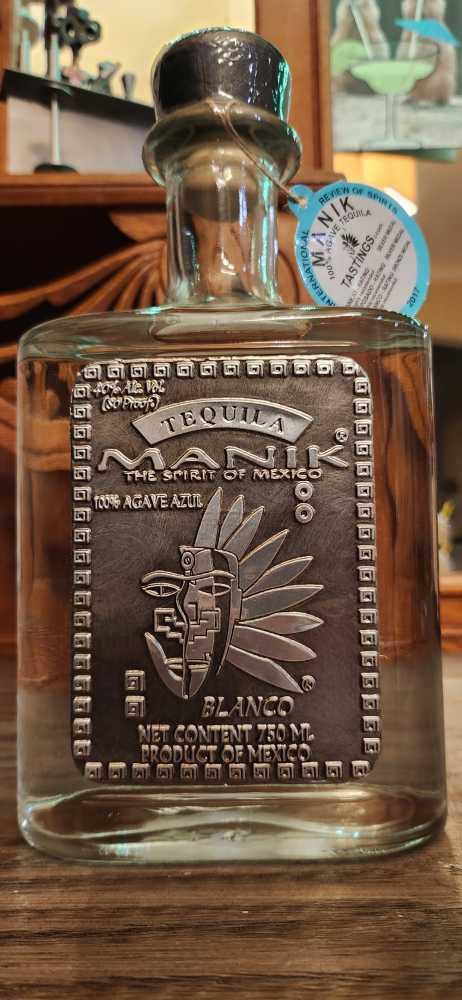 INTERNATIONAL REVIEW OF SPIRITS
MANIK
100% AGAVE TEQUILA
TASTINGS
2017
40% Alc. Vol.
(80 Proof)
TEQUILA
MANIK®
THE SPIRIT OF MEXICO
100% AGAVE AZUL
®
BLANCO
NET CONTENT 750 ML
PRODUCT OF MEXICO